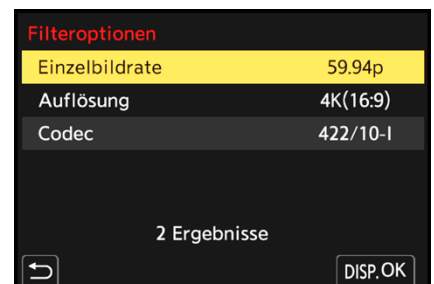 Filteroptionen
Einzelbildrate 59.94p
Auflösung 4K(16:9)
Codec 422/10-I
2 Ergebnisse
DISP. OK